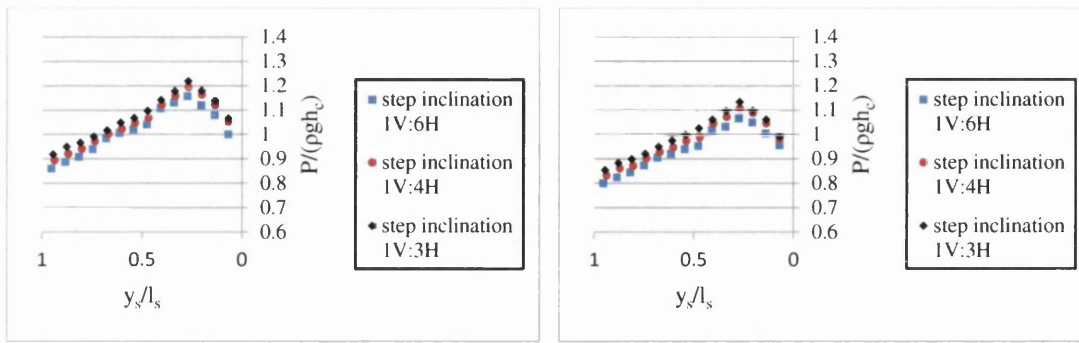 1.4
1.3
1.2
1.1
1
0.9
0.8
0.7
0.6
P/(ρgh_c)
1 0.5 0
y_s/l_s
step inclination
1V:6H
step inclination
1V:4H
step inclination
1V:3H
1.4
1.3
1.2
1.1
1
0.9
0.8
0.7
0.6
P/(ρgh_c)
1 0.5 0
y_s/l_s
step inclination
1V:6H
step inclination
1V:4H
step inclination
1V:3H